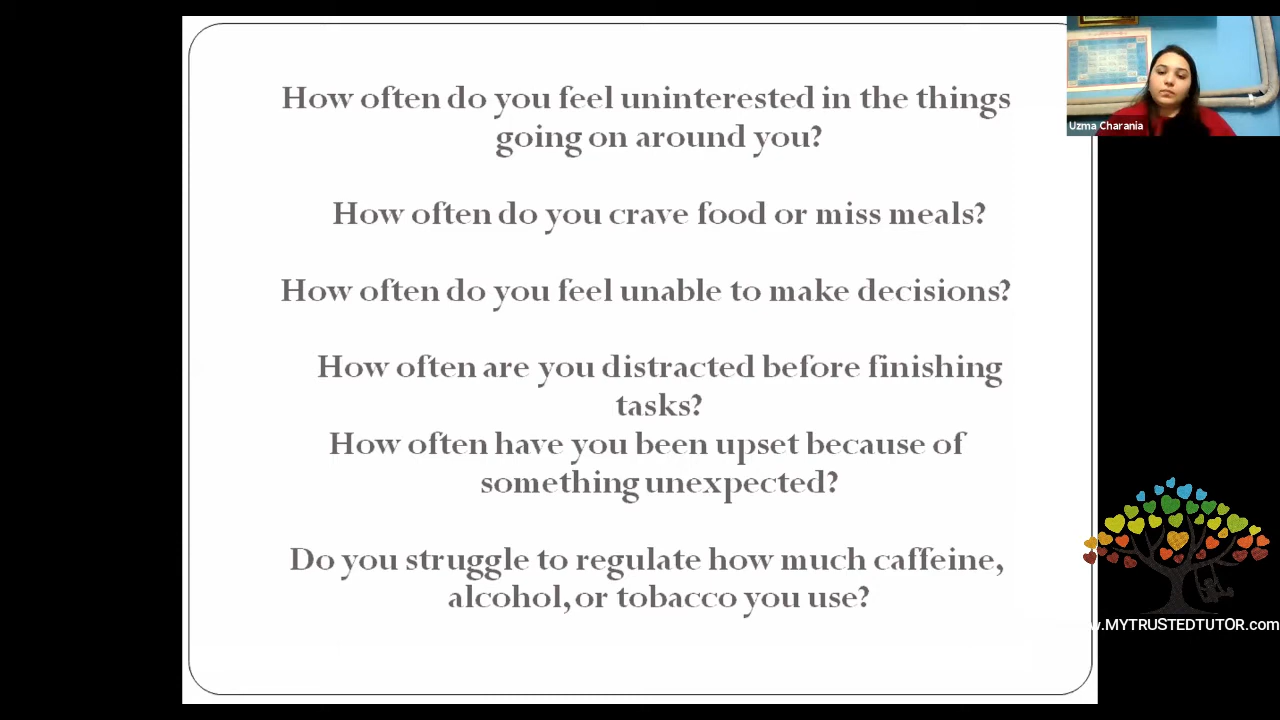 How often do you feel uninterested in the things
going on around you?
How often do you crave food or miss meals?
How often do you feel unable to make decisions?
How often are you distracted before finishing
tasks?
How often have you been upset because of
something unexpected?
Do you struggle to regulate how much caffeine,
alcohol, or tobacco you use?
Uzma Charania
w.MYTRUSTEDTUTOR.com